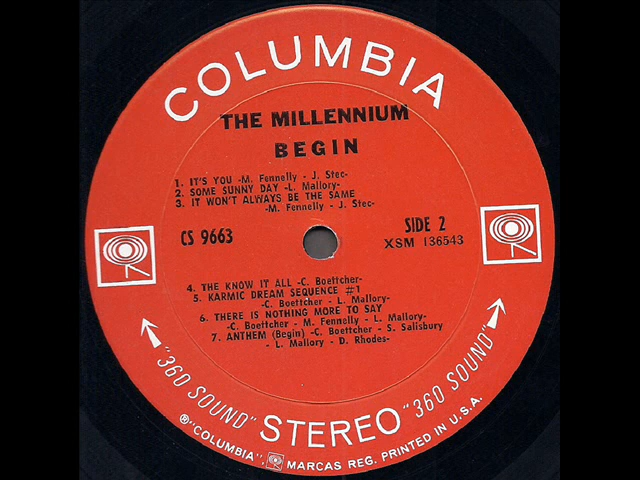 COLUMBIA
THE MILLENNIUM
BEGIN
1. IT'S YOU -M. Fennelly - J. Stec-
2. SOME SUNNY DAY -L. Mallory-
3. IT WON'T ALWAYS BE THE SAME
-M. Fennelly - J. Stec-
CS 9663
SIDE 2
XSM 136543
4. THE KNOW IT ALL -C. Boettcher-
5. KARMIC DREAM SEQUENCE #1
-C. Boettcher - L. Mallory-
6. THERE IS NOTHING MORE TO SAY
-C. Boettcher - M. Fennelly - L. Mallory-
7. ANTHEM (Begin) -C. Boettcher - S. Salisbury
- L. Mallory - D. Rhodes-
"360 SOUND" STEREO "360 SOUND"
®"COLUMBIA", MARCAS REG. PRINTED IN U.S.A.